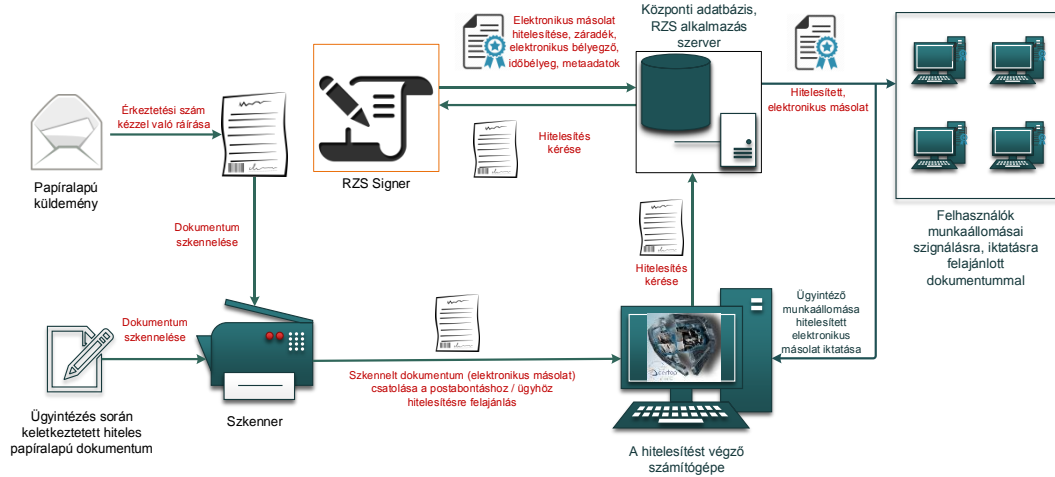 Elektronikus másolat
hitelesítése, záradék,
elektronikus bélyegző,
időbélyeg, metaadatok
Központi adatbázis,
RZS alkalmazás
szerver
Hitelesített,
elektronikus másolat
Érkeztetési szám
kézzel való ráírása
Papíralapú
küldemény
RZS Signer
Hitelesítés
kérése
Felhasználók
munkaállomásai
szignálásra, iktatásra
felajánlott
dokumentummal
Dokumentum
szkennelése
Hitelesítés
kérése
Ügyintéző
munkaállomása
hitelesített
elektronikus
másolat iktatása
Dokumentum
szkennelése
Szkennelt dokumentum (elektronikus másolat)
csatolása a postabontáshoz / ügyhöz
hitelesítésre felajánlás
Ügyintézés során
keletkeztetett hiteles
papíralapú dokumentum
Szkenner
A hitelesítést végző
számítógépe